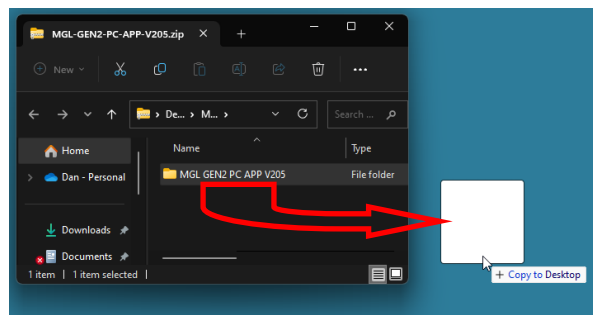 MGL-GEN2-PC-APP-V205.zip
New
De... › M... ›
Search ...
Home
Name
Type
Dan - Personal
MGL GEN2 PC APP V205
File folder
Downloads
Documents
1 item | 1 item selected |
+ Copy to Desktop